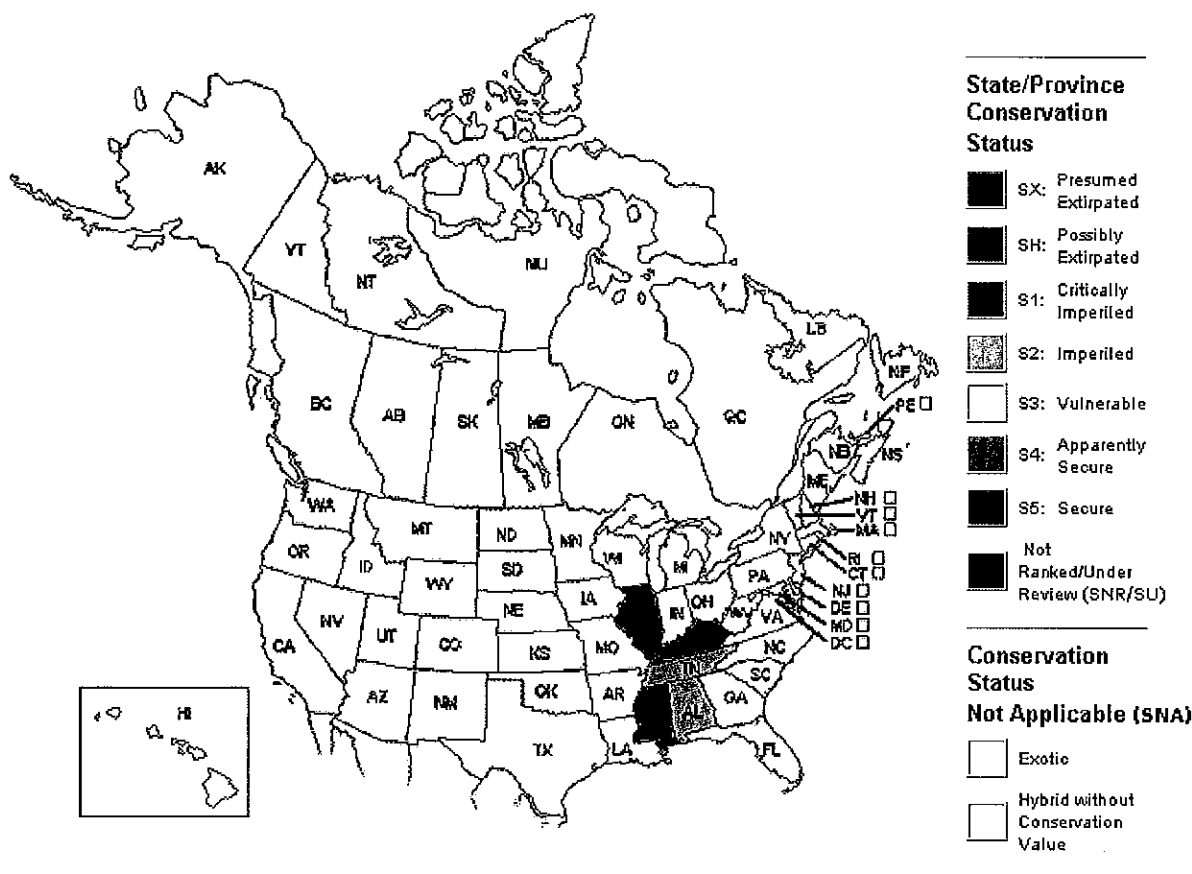 AK
YT
NT
NU
BC
AB
SK
MB
ON
QC
LB
NF
PE
NB
NS
ME
NH
VT
MA
RI
CT
NJ
DE
MD
DC
WA
OR
CA
NV
ID
MT
WY
UT
AZ
CO
NM
ND
SD
NE
KS
OK
TX
MN
IA
MO
AR
LA
WI
MI
IN
OH
WV
PA
NY
VA
NC
SC
GA
FL
TN
AL
HI
State/Province
Conservation
Status
SX: Presumed
Extirpated
SH: Possibly
Extirpated
S1: Critically
Imperiled
S2: Imperiled
S3: Vulnerable
S4: Apparently
Secure
S5: Secure
Not
Ranked/Under
Review (SNR/SU)
Conservation
Status
Not Applicable (SNA)
Exotic
Hybrid without
Conservation
Value